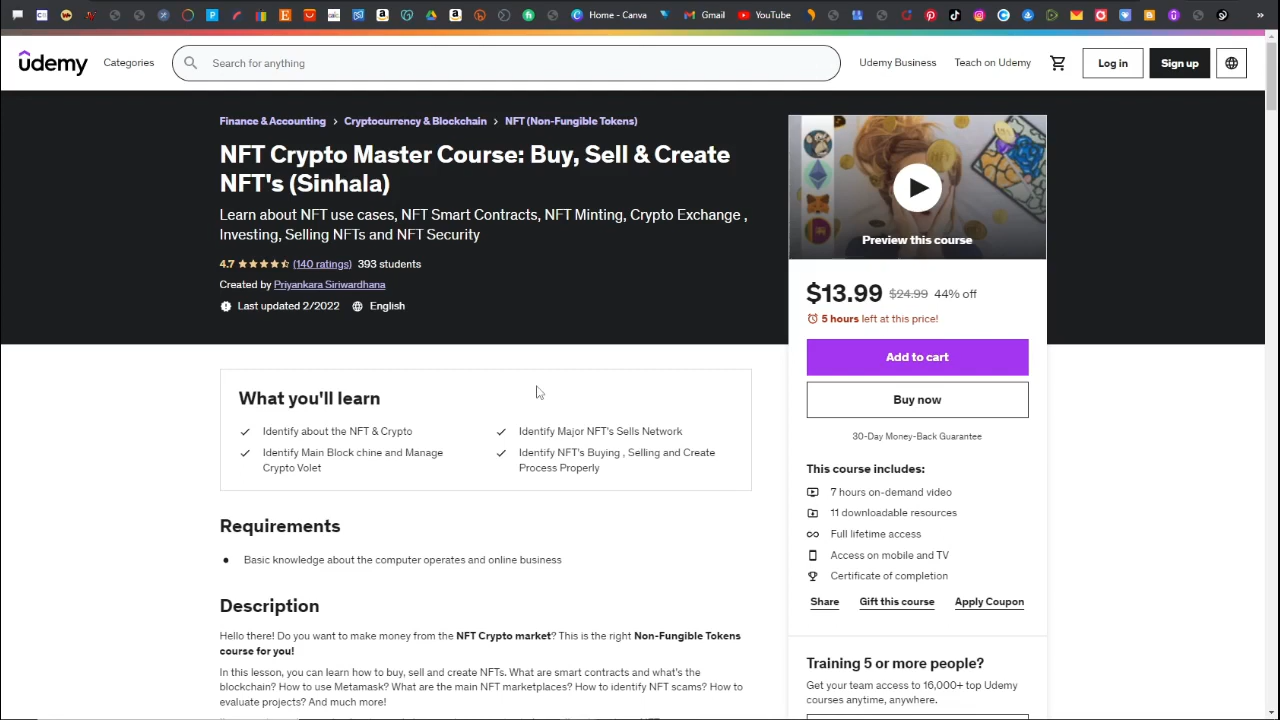 Home - Canva
Gmail
YouTube
»
udemy
Categories
Search for anything
Udemy Business
Teach on Udemy
Log in
Sign up
Finance & Accounting > Cryptocurrency & Blockchain > NFT (Non-Fungible Tokens)
NFT Crypto Master Course: Buy, Sell & Create
NFT's (Sinhala)
Learn about NFT use cases, NFT Smart Contracts, NFT Minting, Crypto Exchange ,
Investing, Selling NFTs and NFT Security
4.7 (140 ratings) 393 students
Created by Priyankara Siriwardhana
Last updated 2/2022 English
Preview this course
$13.99 $24.99 44% off
5 hours left at this price!
Add to cart
Buy now
30-Day Money-Back Guarantee
This course includes:
7 hours on-demand video
11 downloadable resources
Full lifetime access
Access on mobile and TV
Certificate of completion
Share Gift this course Apply Coupon
Training 5 or more people?
Get your team access to 16,000+ top Udemy
courses anytime, anywhere.
What you'll learn
Identify about the NFT & Crypto
Identify Main Block chine and Manage
Crypto Volet
Identify Major NFT's Sells Network
Identify NFT's Buying , Selling and Create
Process Properly
Requirements
Basic knowledge about the computer operates and online business
Description
Hello there! Do you want to make money from the NFT Crypto market? This is the right Non-Fungible Tokens
course for you!
In this lesson, you can learn how to buy, sell and create NFTs. What are smart contracts and what's the
blockchain? How to use Metamask? What are the main NFT marketplaces? How to identify NFT scams? How to
evaluate projects? And much more!